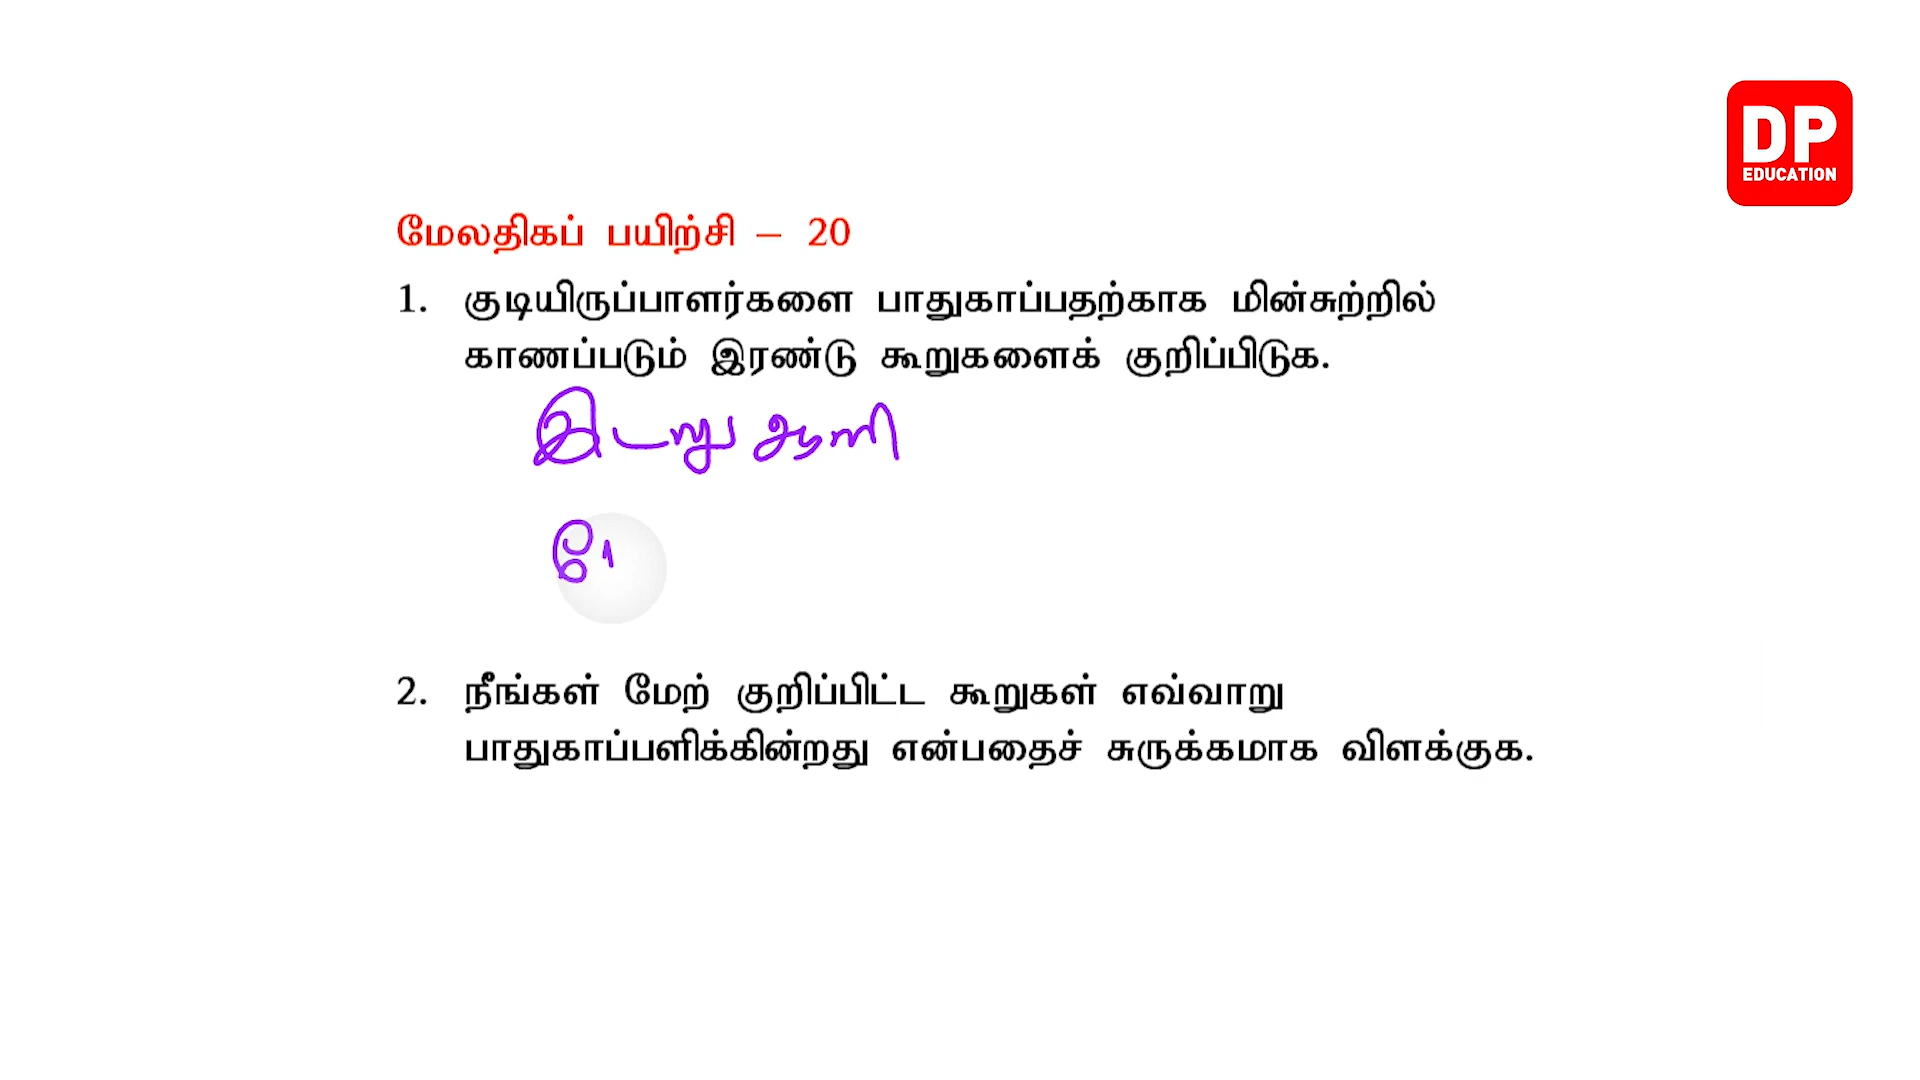 DP
EDUCATION
மேலதிகப் பயிற்சி – 20
1. குடியிருப்பாளர்களை பாதுகாப்பதற்காக மின்சுற்றில்
காணப்படும் இரண்டு கூறுகளைக் குறிப்பிடுக.
இடறு ஆளி
2. நீங்கள் மேற் குறிப்பிட்ட கூறுகள் எவ்வாறு
பாதுகாப்பளிக்கின்றது என்பதைச் சுருக்கமாக விளக்குக.